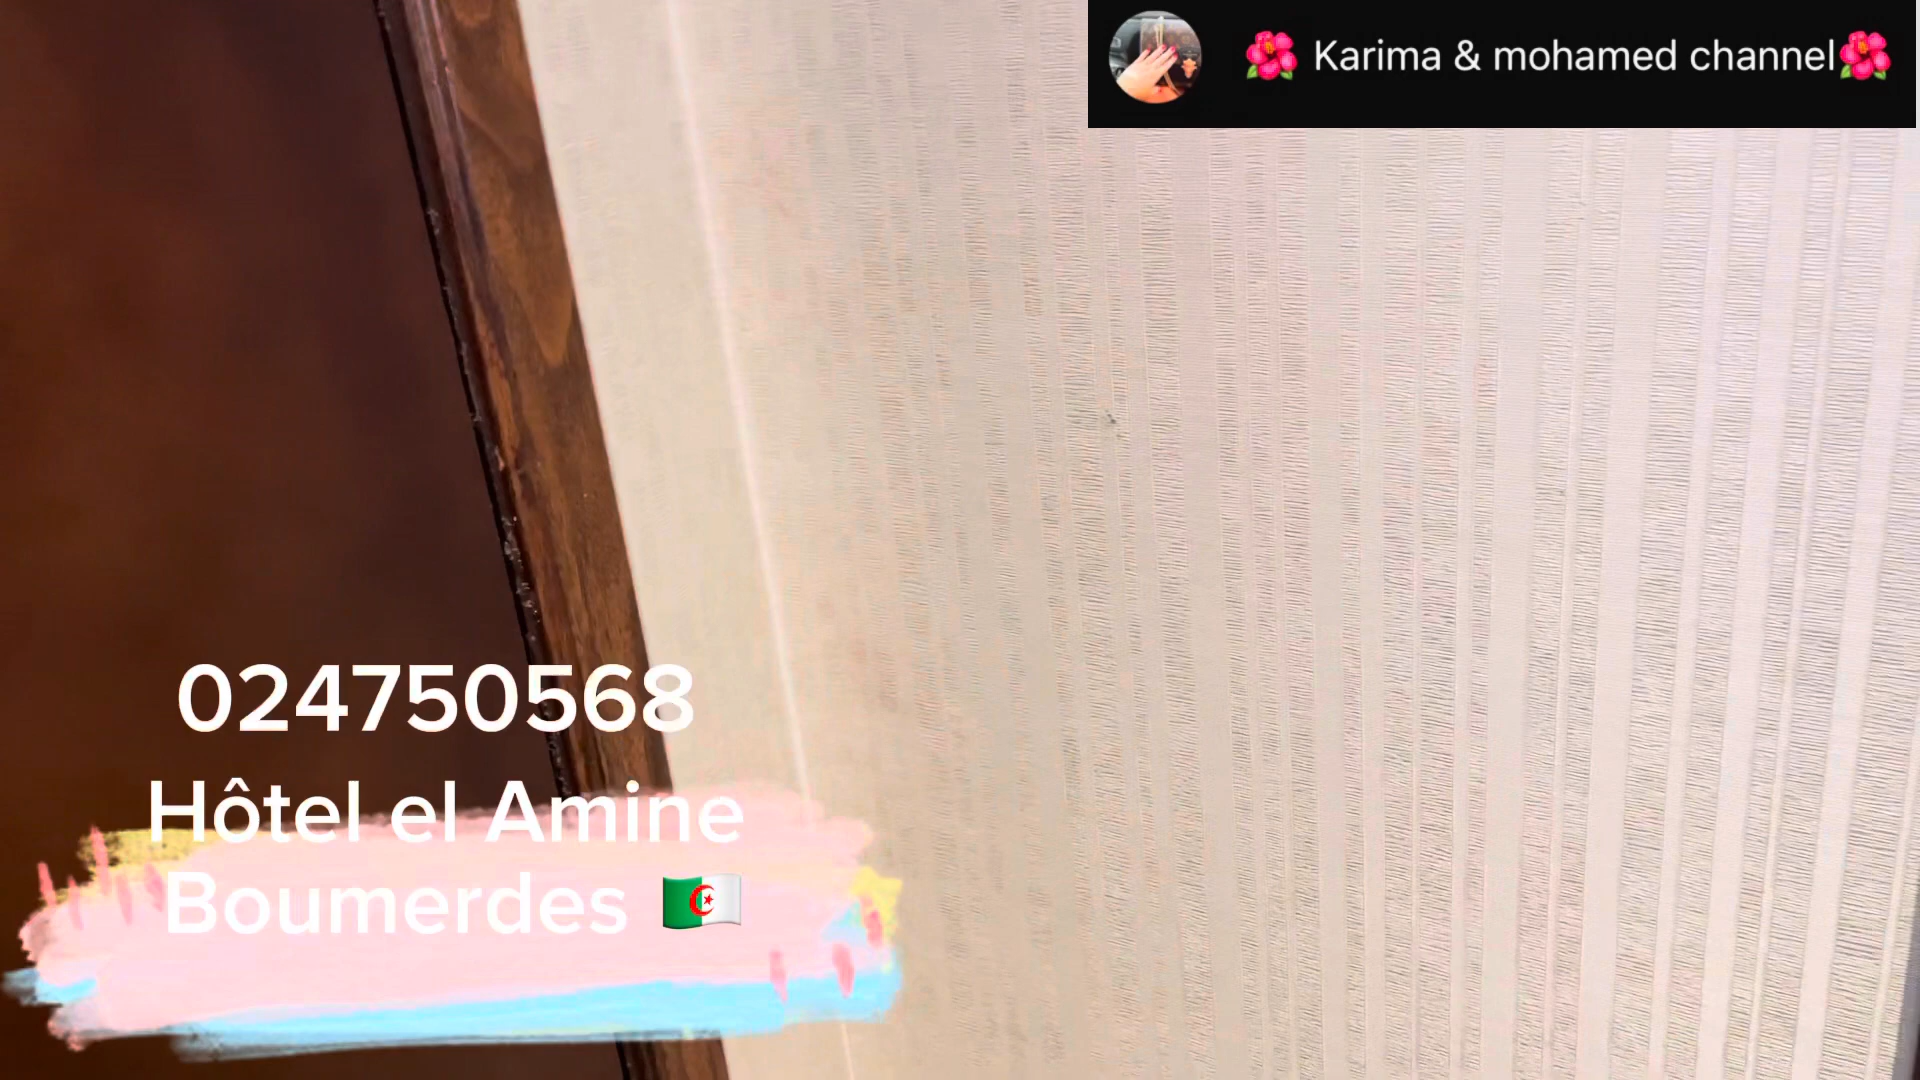 🌺 Karima & mohamed channel🌺
024750568
Hôtel el Amine
Boumerdes 🇩🇿